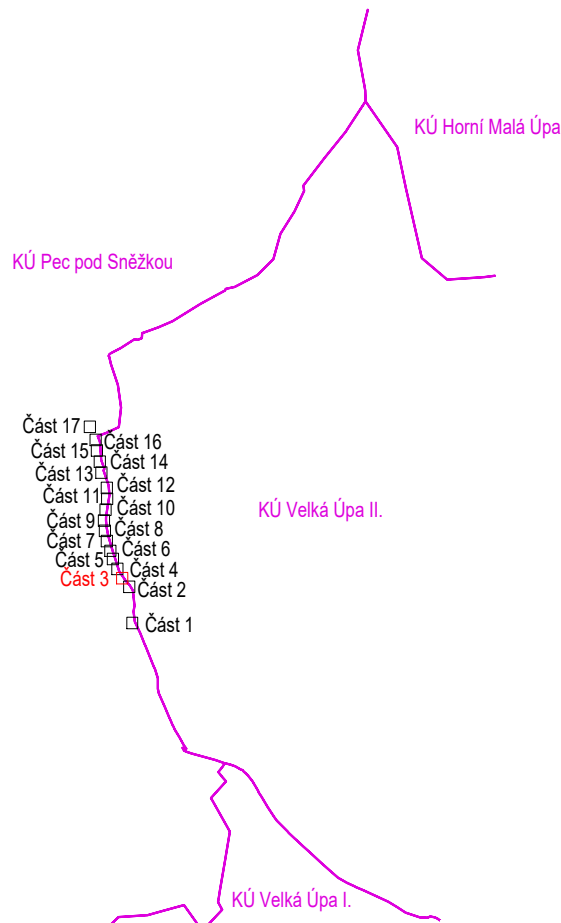 KÚ Horní Malá Úpa
KÚ Pec pod Sněžkou
Část 17
Část 16
Část 15
Část 14
Část 13
Část 12
Část 11
Část 10
KÚ Velká Úpa II.
Část 9
Část 8
Část 7
Část 6
Část 5
Část 4
Část 3
Část 2
Část 1
KÚ Velká Úpa I.